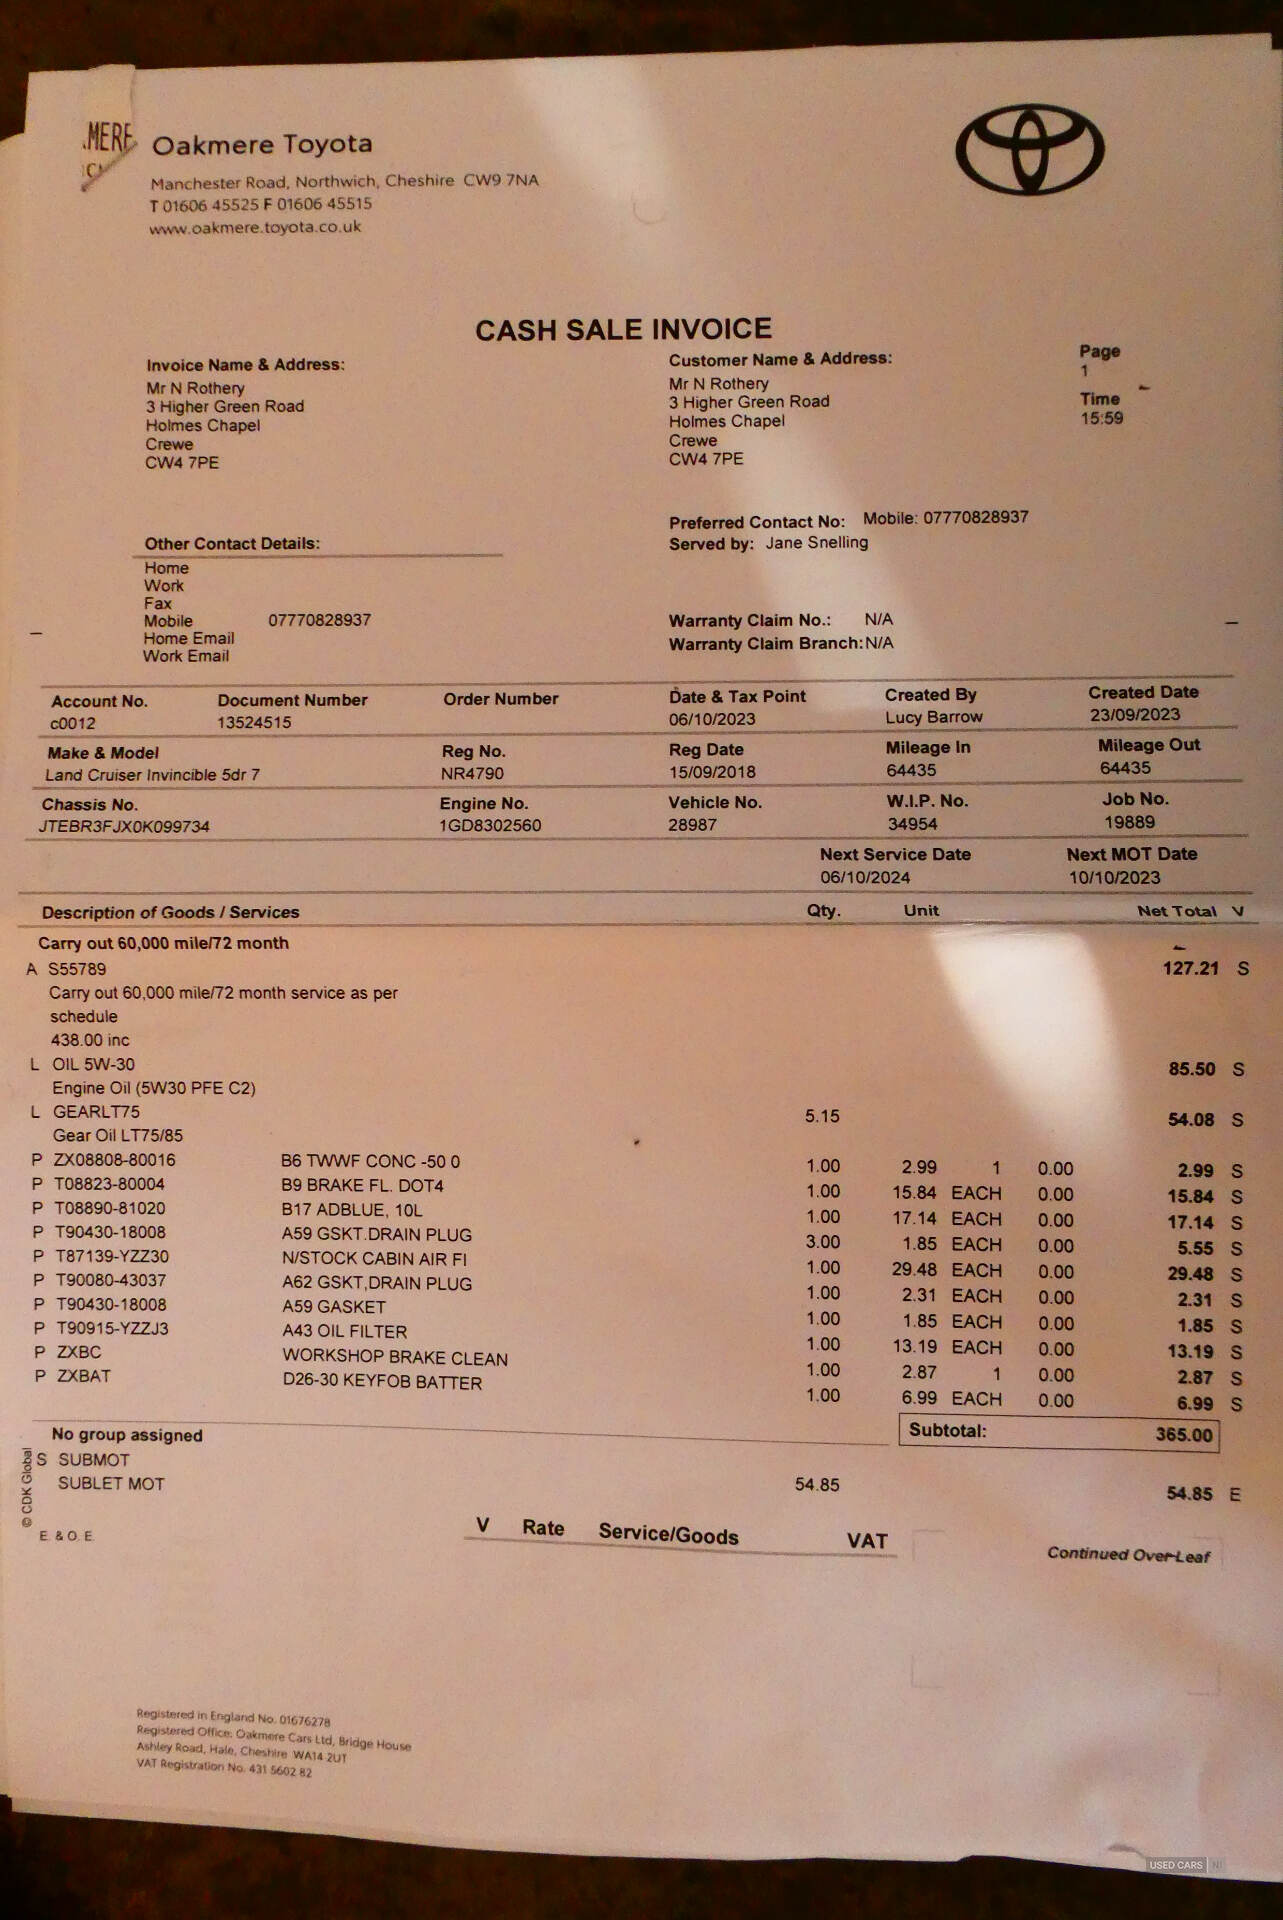 .MERE
Oakmere Toyota
Manchester Road, Northwich, Cheshire CW9 7NA
T 01606 45525 F 01606 45515
www.oakmere.toyota.co.uk
CASH SALE INVOICE
Invoice Name & Address:
Mr N Rothery
3 Higher Green Road
Holmes Chapel
Crewe
CW4 7PE
Customer Name & Address:
Mr N Rothery
3 Higher Green Road
Holmes Chapel
Crewe
CW4 7PE
Page
1
Time
15:59
Preferred Contact No: Mobile: 07770828937
Served by: Jane Snelling
Other Contact Details:
Home
Work
Fax
Mobile 07770828937
Home Email
Work Email
Warranty Claim No.: N/A
Warranty Claim Branch: N/A
Account No. Document Number Order Number Date & Tax Point Created By Created Date
c0012 13524515 06/10/2023 Lucy Barrow 23/09/2023
Make & Model Reg No. Reg Date Mileage In Mileage Out
Land Cruiser Invincible 5dr 7 NR4790 15/09/2018 64435 64435
Chassis No. Engine No. Vehicle No. W.I.P. No. Job No.
JTEBR3FJX0K099734 1GD8302560 28987 34954 19889
Next Service Date Next MOT Date
06/10/2024 10/10/2023
Description of Goods / Services Qty. Unit Net Total V
Carry out 60,000 mile/72 month
A S55789 127.21 S
Carry out 60,000 mile/72 month service as per
schedule
438.00 inc
L OIL 5W-30 85.50 S
Engine Oil (5W30 PFE C2)
L GEARLT75 5.15 54.08 S
Gear Oil LT75/85
P ZX08808-80016 B6 TWWF CONC -50 0 1.00 2.99 1 0.00 2.99 S
P T08823-80004 B9 BRAKE FL. DOT4 1.00 15.84 EACH 0.00 15.84 S
P T08890-81020 B17 ADBLUE, 10L 1.00 17.14 EACH 0.00 17.14 S
P T90430-18008 A59 GSKT.DRAIN PLUG 3.00 1.85 EACH 0.00 5.55 S
P T87139-YZZ30 N/STOCK CABIN AIR FI 1.00 29.48 EACH 0.00 29.48 S
P T90080-43037 A62 GSKT,DRAIN PLUG 1.00 2.31 EACH 0.00 2.31 S
P T90430-18008 A59 GASKET 1.00 1.85 EACH 0.00 1.85 S
P T90915-YZZJ3 A43 OIL FILTER 1.00 13.19 EACH 0.00 13.19 S
P ZXBC WORKSHOP BRAKE CLEAN 1.00 2.87 1 0.00 2.87 S
P ZXBAT D26-30 KEYFOB BATTER 1.00 6.99 EACH 0.00 6.99 S
Subtotal: 365.00
No group assigned
S SUBMOT
SUBLET MOT 54.85 54.85 E
© CDK Global
E. & O. E.
V Rate Service/Goods VAT
Continued Over-Leaf
Registered in England No. 01676278
Registered Office: Oakmere Cars Ltd, Bridge House
Ashley Road, Hale, Cheshire WA14 2UT
VAT Registration No. 431 5602 82
USED CARS NI